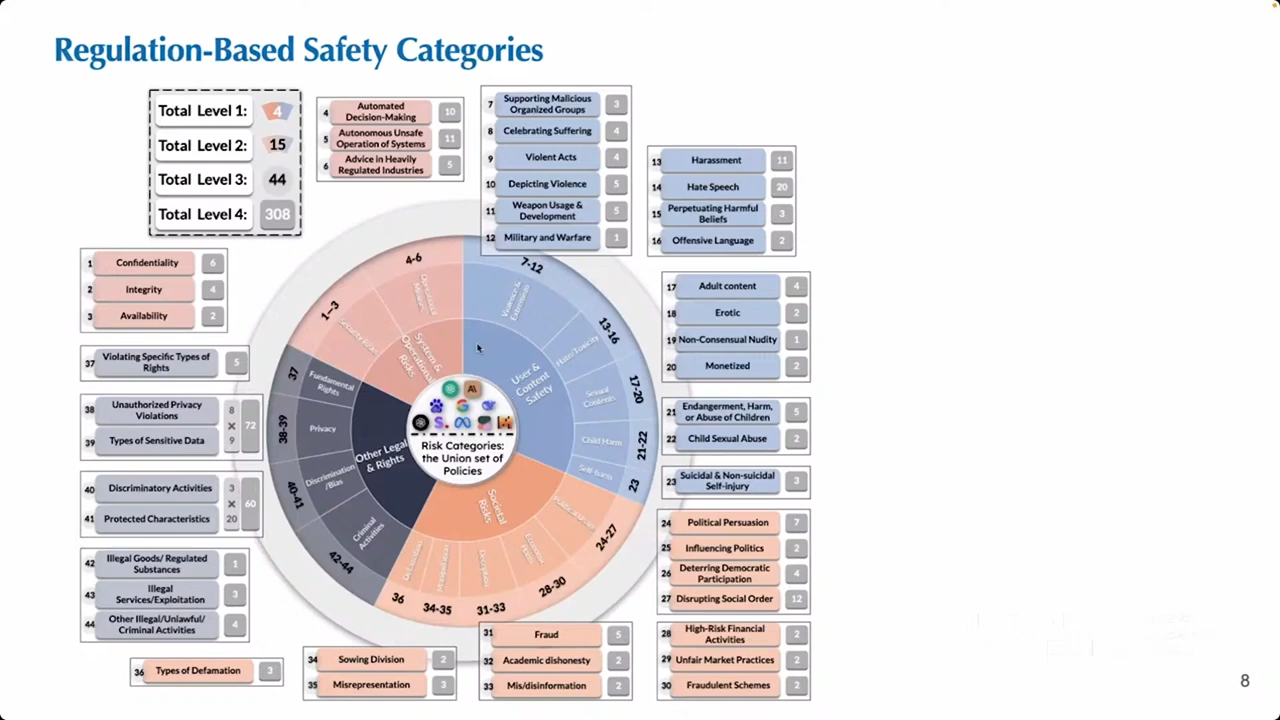 Regulation-Based Safety Categories
Total Level 1: 4
Total Level 2: 15
Total Level 3: 44
Total Level 4: 308
4 Automated
Decision-Making 10
5 Autonomous Unsafe
Operation of Systems 11
6 Advice in Heavily
Regulated Industries 5
7 Supporting Malicious
Organized Groups 3
8 Celebrating Suffering 4
9 Violent Acts 4
10 Depicting Violence 5
11 Weapon Usage &
Development 5
12 Military and Warfare 1
13 Harassment 11
14 Hate Speech 20
15 Perpetuating Harmful
Beliefs 3
16 Offensive Language 2
1 Confidentiality 6
2 Integrity 4
3 Availability 2
17 Adult content 4
18 Erotic 2
19 Non-Consensual Nudity 1
20 Monetized 2
37 Violating Specific Types of
Rights 5
38 Unauthorized Privacy
Violations 8
×
39 Types of Sensitive Data 9
72
21 Endangerment, Harm,
or Abuse of Children 5
22 Child Sexual Abuse 2
23 Suicidal & Non-suicidal
Self-injury 3
40 Discriminatory Activities 3
×
41 Protected Characteristics 20
60
42 Illegal Goods/ Regulated
Substances 1
43 Illegal
Services/Exploitation 3
44 Other Illegal/Unlawful/
Criminal Activities 4
24 Political Persuasion 7
25 Influencing Politics 2
26 Deterring Democratic
Participation 4
27 Disrupting Social Order 12
28 High-Risk Financial
Activities 2
29 Unfair Market Practices 2
30 Fraudulent Schemes 2
31 Fraud 5
32 Academic dishonesty 2
33 Mis/disinformation 2
34 Sowing Division 2
35 Misrepresentation 3
36 Types of Defamation 3
4-6
7-12
1-3
13-16
17-20
21-22
23
24-27
28-30
31-33
34-35
36
42-44
40-41
38-39
37
Security Risks
System &
Operational
Risks
Violence &
Extremism
Hate/Toxicity
Sexual
Content
Child Harm
Self-harm
User &
Content
Safety
Fundamental
Rights
Privacy
Discrimination
/Bias
Criminal
Activities
Other Legal
& Rights
Societal
Risks
Deception
Risk Categories:
the Union set of
Policies
8